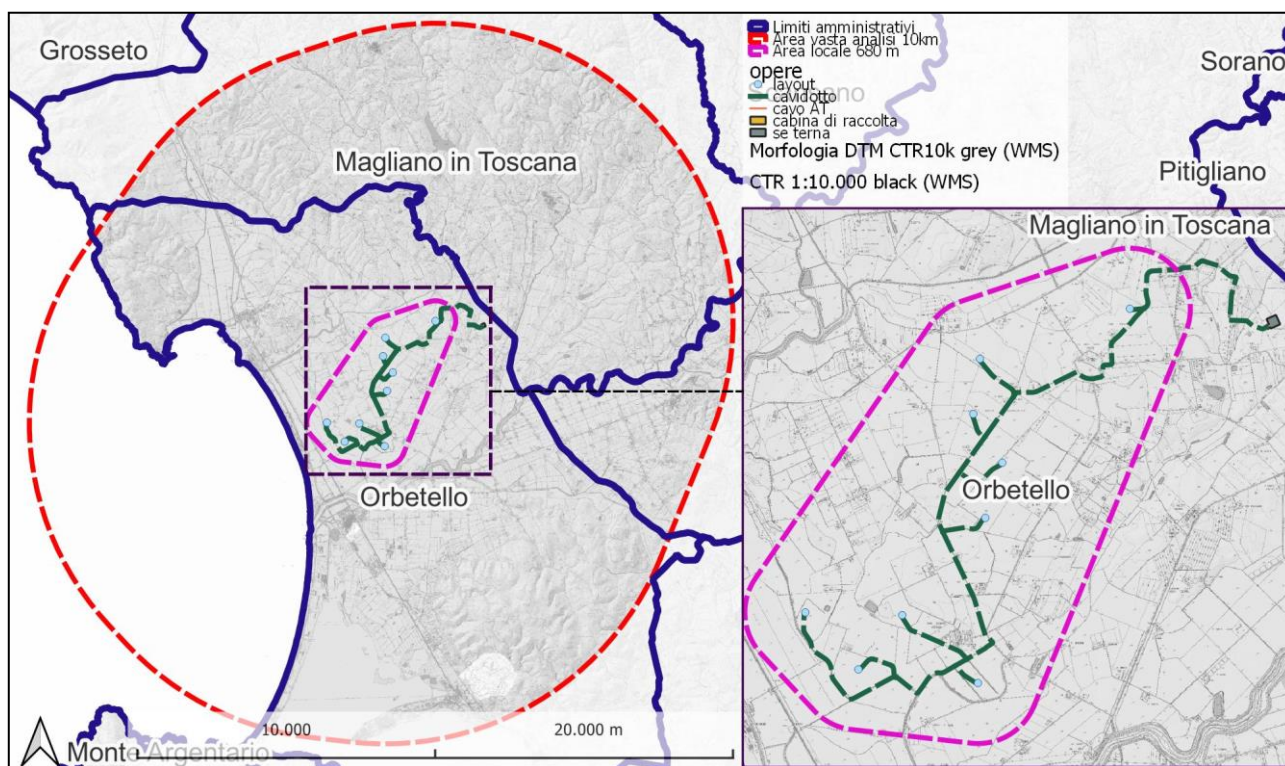 Grosseto
Limiti amministrativi
Area vasta analisi 10km
Area locale 680 m
opere
layout
cavidotto
cavo AT
cabina di raccolta
se terna
Morfologia DTM CTR10k grey (WMS)
CTR 1:10.000 black (WMS)
Sorano
Pitigliano
Magliano in Toscana
Magliano in Toscana
Orbetello
Orbetello
10.000
20.000 m
Monte Argentario